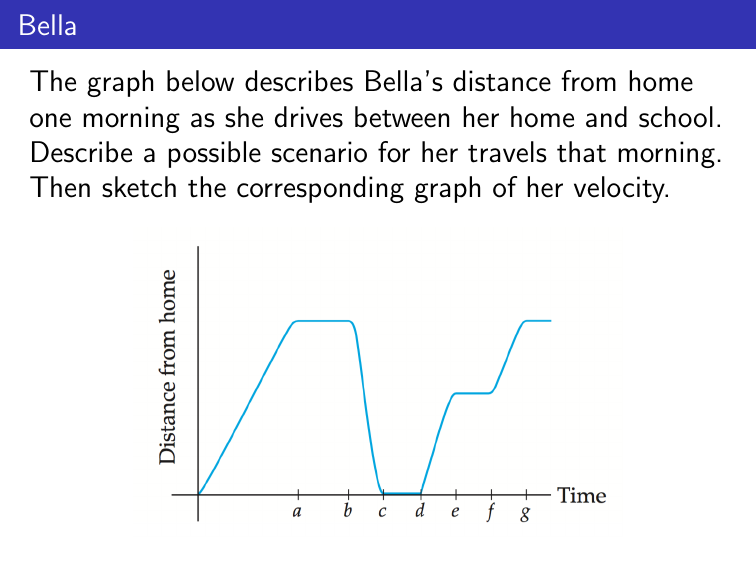 Bella
The graph below describes Bella's distance from home
one morning as she drives between her home and school.
Describe a possible scenario for her travels that morning.
Then sketch the corresponding graph of her velocity.
Distance from home
Time
a b c d e f g